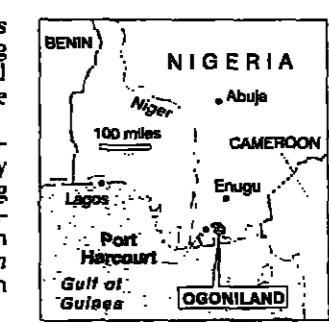 BENIN
NIGERIA
Niger
Abuja
100 miles
CAMEROON
Enugu
Lagos
Port
Harcourt
Gulf of
Guinea
OGONILAND